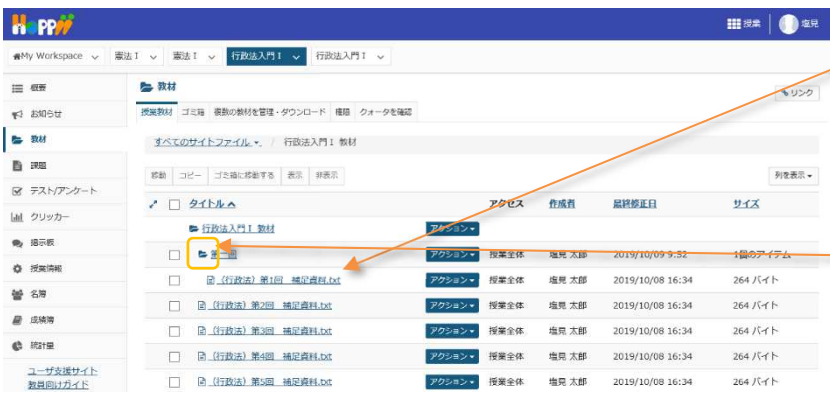 Hoppii 授業 塩見
My Workspace 憲法 I 憲法 I 行政法入門 I 行政法入門 I
概要
お知らせ
教材
課題
テスト/アンケート
クリッカー
掲示板
授業情報
名簿
成績簿
統計量
ユーザ支援サイト
教員向けガイド
教材 リンク
授業教材 ゴミ箱 複数の教材を管理・ダウンロード 権限 クォータを確認
すべてのサイトファイル / 行政法入門 I 教材
移動 コピー ゴミ箱に移動する 表示 非表示 列を表示
タイトル アクセス 作成者 最終修正日 サイズ
行政法入門 I 教材 アクション
第一回 アクション 授業全体 塩見 太郎 2019/10/09 9:52 1個のアイテム
(行政法) 第1回 補足資料.txt アクション 授業全体 塩見 太郎 2019/10/08 16:34 264 バイト
(行政法) 第2回 補足資料.txt アクション 授業全体 塩見 太郎 2019/10/08 16:34 264 バイト
(行政法) 第3回 補足資料.txt アクション 授業全体 塩見 太郎 2019/10/08 16:34 264 バイト
(行政法) 第4回 補足資料.txt アクション 授業全体 塩見 太郎 2019/10/08 16:34 264 バイト
(行政法) 第5回 補足資料.txt アクション 授業全体 塩見 太郎 2019/10/08 16:34 264 バイト